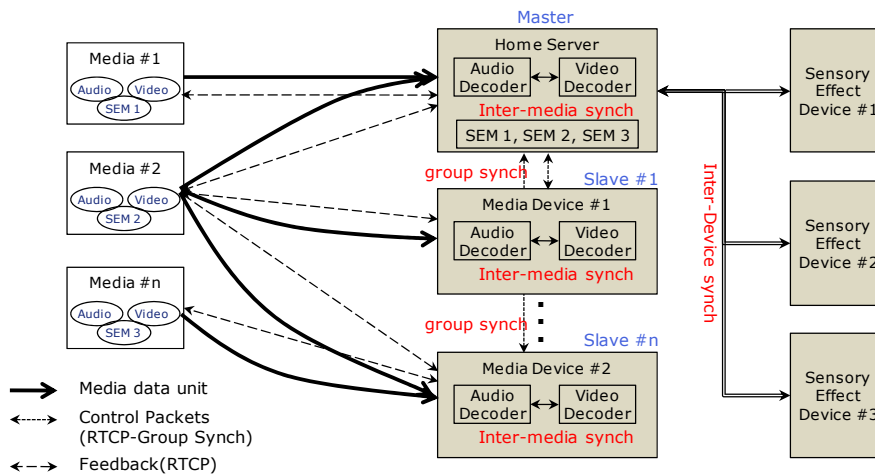 Master
Media #1
Audio
Video
SEM 1
Home Server
Audio
Decoder
Video
Decoder
Inter-media synch
SEM 1, SEM 2, SEM 3
Sensory
Effect
Device #1
Media #2
Audio
Video
SEM 2
group synch
Slave #1
Media Device #1
Audio
Decoder
Video
Decoder
Inter-media synch
Inter-Device synch
Sensory
Effect
Device #2
Media #n
Audio
Video
SEM 3
group synch
Slave #n
Media Device #2
Audio
Decoder
Video
Decoder
Inter-media synch
Sensory
Effect
Device #3
Media data unit
Control Packets
(RTCP-Group Synch)
Feedback(RTCP)